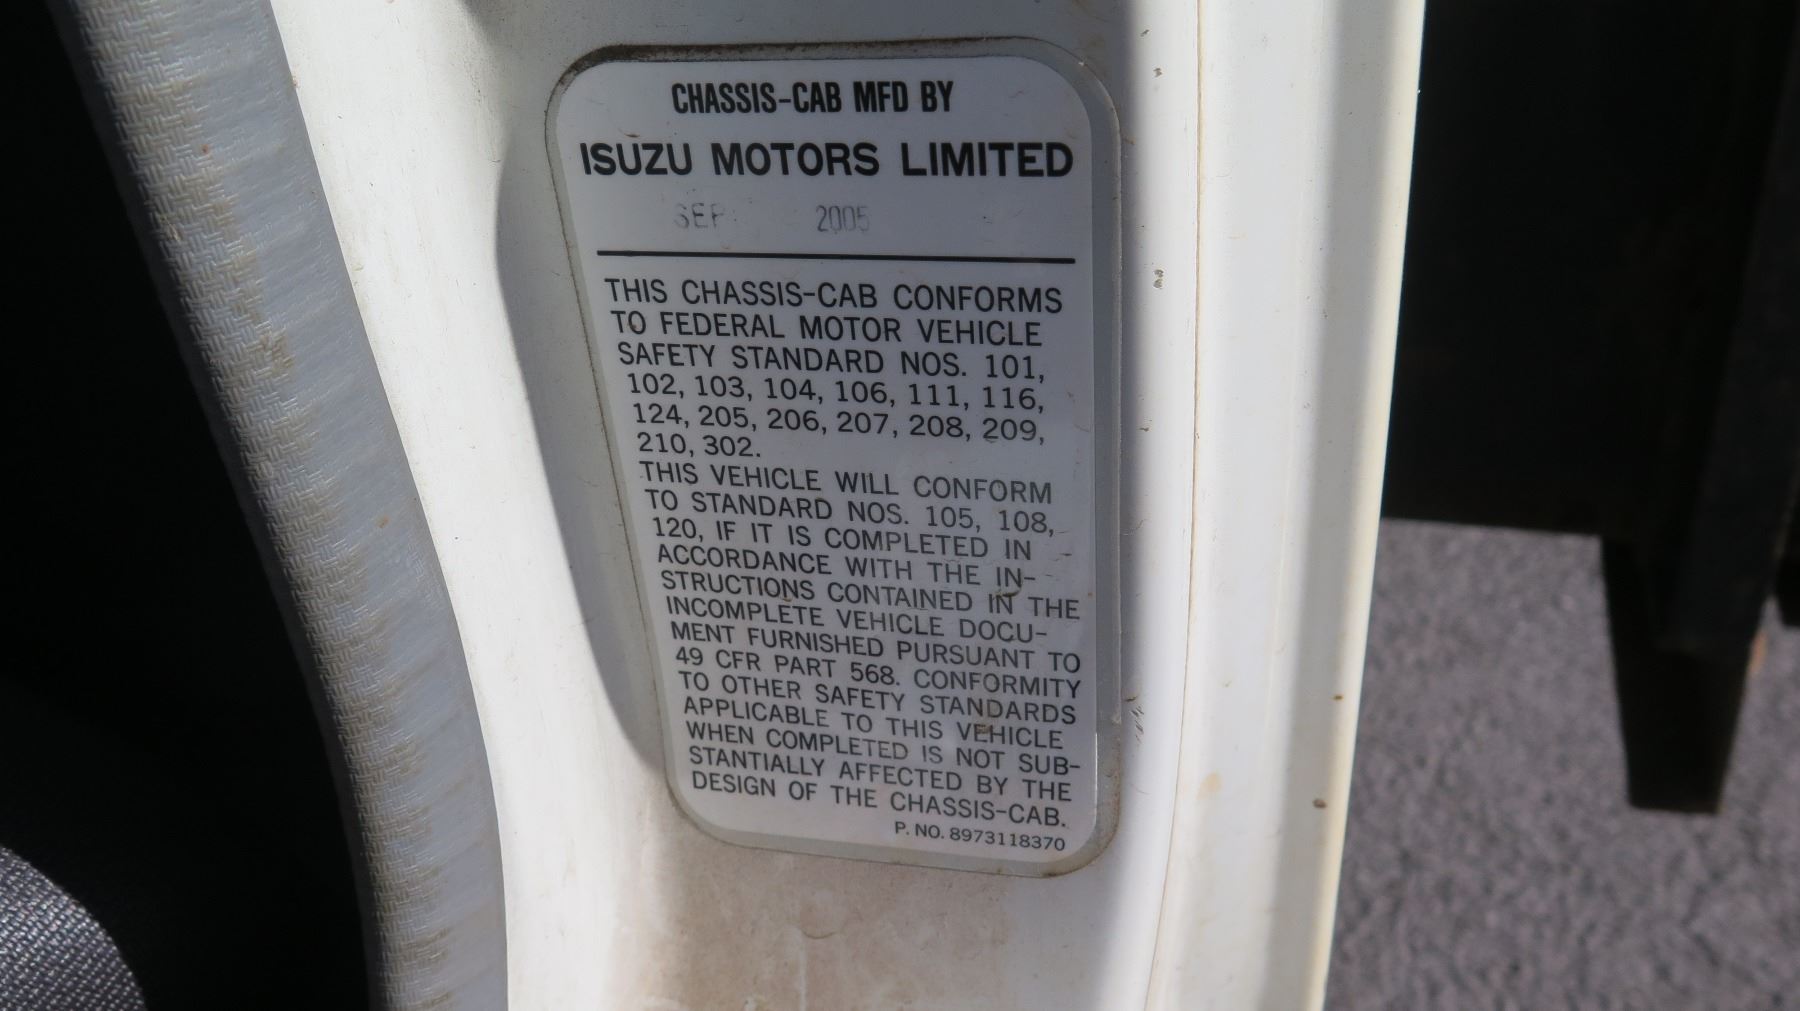 CHASSIS-CAB MFD BY
ISUZU MOTORS LIMITED
SEP 2005
THIS CHASSIS-CAB CONFORMS
TO FEDERAL MOTOR VEHICLE
SAFETY STANDARD NOS. 101,
102, 103, 104, 106, 111, 116,
124, 205, 206, 207, 208, 209,
210, 302.
THIS VEHICLE WILL CONFORM
TO STANDARD NOS. 105, 108,
120, IF IT IS COMPLETED IN
ACCORDANCE WITH THE IN-
STRUCTIONS CONTAINED IN THE
INCOMPLETE VEHICLE DOCU-
MENT FURNISHED PURSUANT TO
49 CFR PART 568. CONFORMITY
TO OTHER SAFETY STANDARDS
APPLICABLE TO THIS VEHICLE
WHEN COMPLETED IS NOT SUB-
STANTIALLY AFFECTED BY THE
DESIGN OF THE CHASSIS-CAB.
P. NO. 8973118370